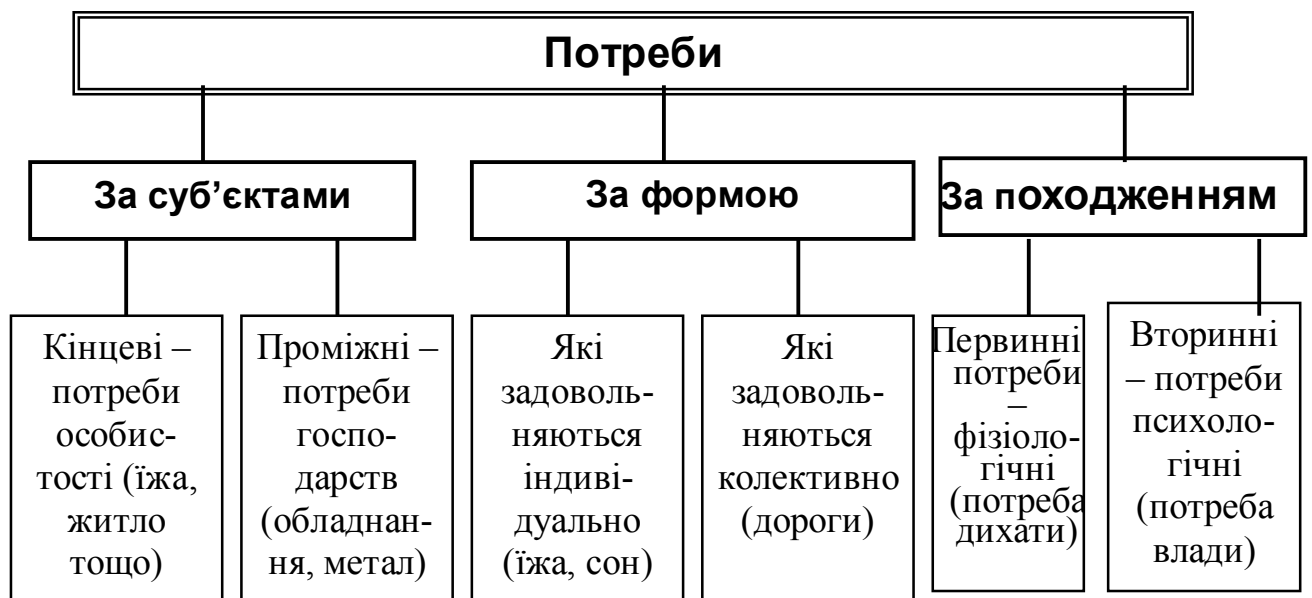 Потреби
За суб’єктами
За формою
За походженням
Кінцеві –
потреби
особис-
тості (їжа,
житло
тощо)
Проміжні –
потреби
госпо-
дарств
(обладнан-
ня, метал)
Які
задоволь-
няються
індиві-
дуально
(їжа, сон)
Які
задоволь-
няються
колективно
(дороги)
Первинні
потреби
–
фізіоло-
гічні
(потреба
дихати)
Вторинні
– потреби
психоло-
гічні
(потреба
влади)